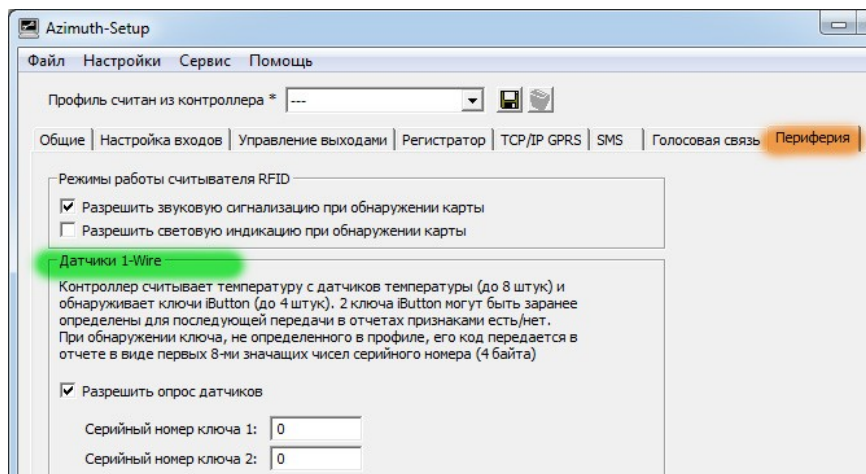 Azimuth-Setup
Файл Настройки Сервис Помощь
Профиль считан из контроллера * ---
Общие Настройка входов Управление выходами Регистратор TCP/IP GPRS SMS Голосовая связь Периферия
Режимы работы считывателя RFID
Разрешить звуковую сигнализацию при обнаружении карты
Разрешить световую индикацию при обнаружении карты
Датчики 1-Wire
Контроллер считывает температуру с датчиков температуры (до 8 штук) и
обнаруживает ключи iButton (до 4 штук). 2 ключа iButton могут быть заранее
определены для последующей передачи в отчетах признаками есть/нет.
При обнаружении ключа, не определенного в профиле, его код передается в
отчете в виде первых 8-ми значащих чисел серийного номера (4 байта)
Разрешить опрос датчиков
Серийный номер ключа 1: 0
Серийный номер ключа 2: 0